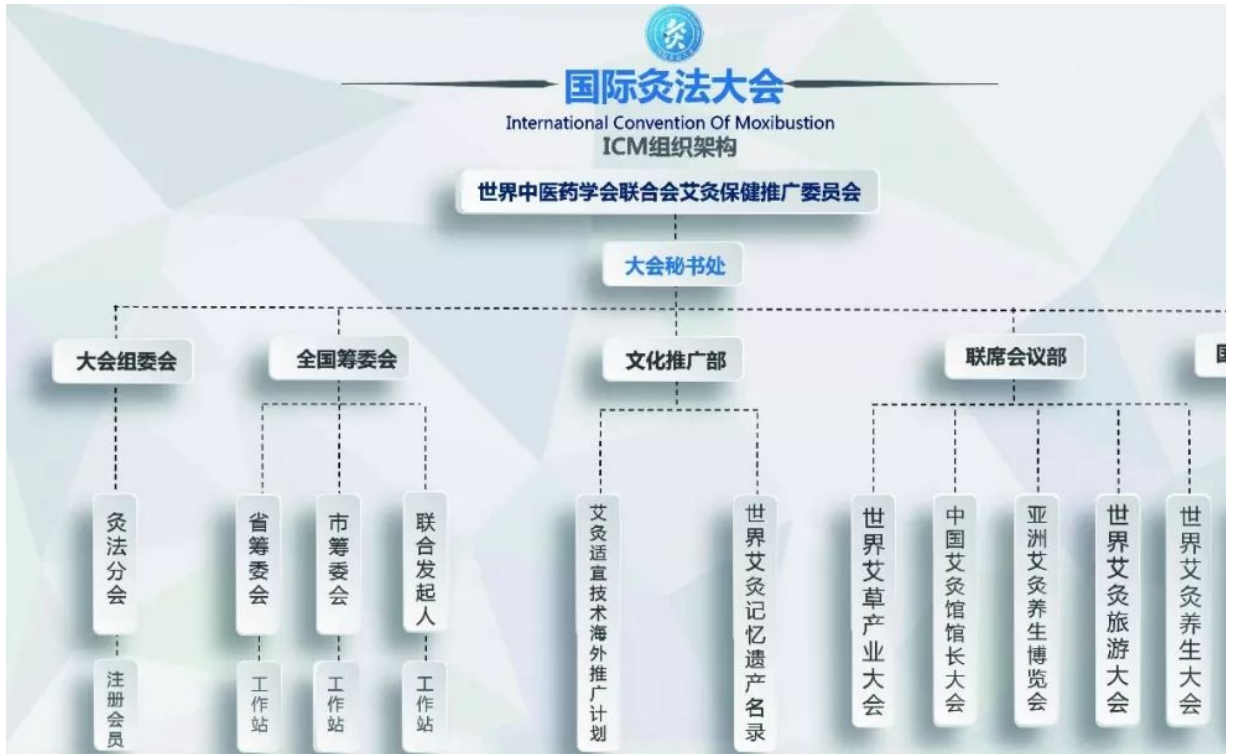 灸
国际灸法大会
International Convention Of Moxibustion
ICM组织架构
世界中医药学会联合会艾灸保健推广委员会
大会秘书处
大会组委会
全国筹委会
文化推广部
联席会议部
灸法分会
省筹委会
市筹委会
联合发起人
艾灸适宜技术海外推广计划
世界艾灸记忆遗产名录
世界艾草产业大会
中国艾灸馆馆长大会
亚洲艾灸养生博览会
世界艾灸旅游大会
世界艾灸养生大会
注册会员
工作站
工作站
工作站